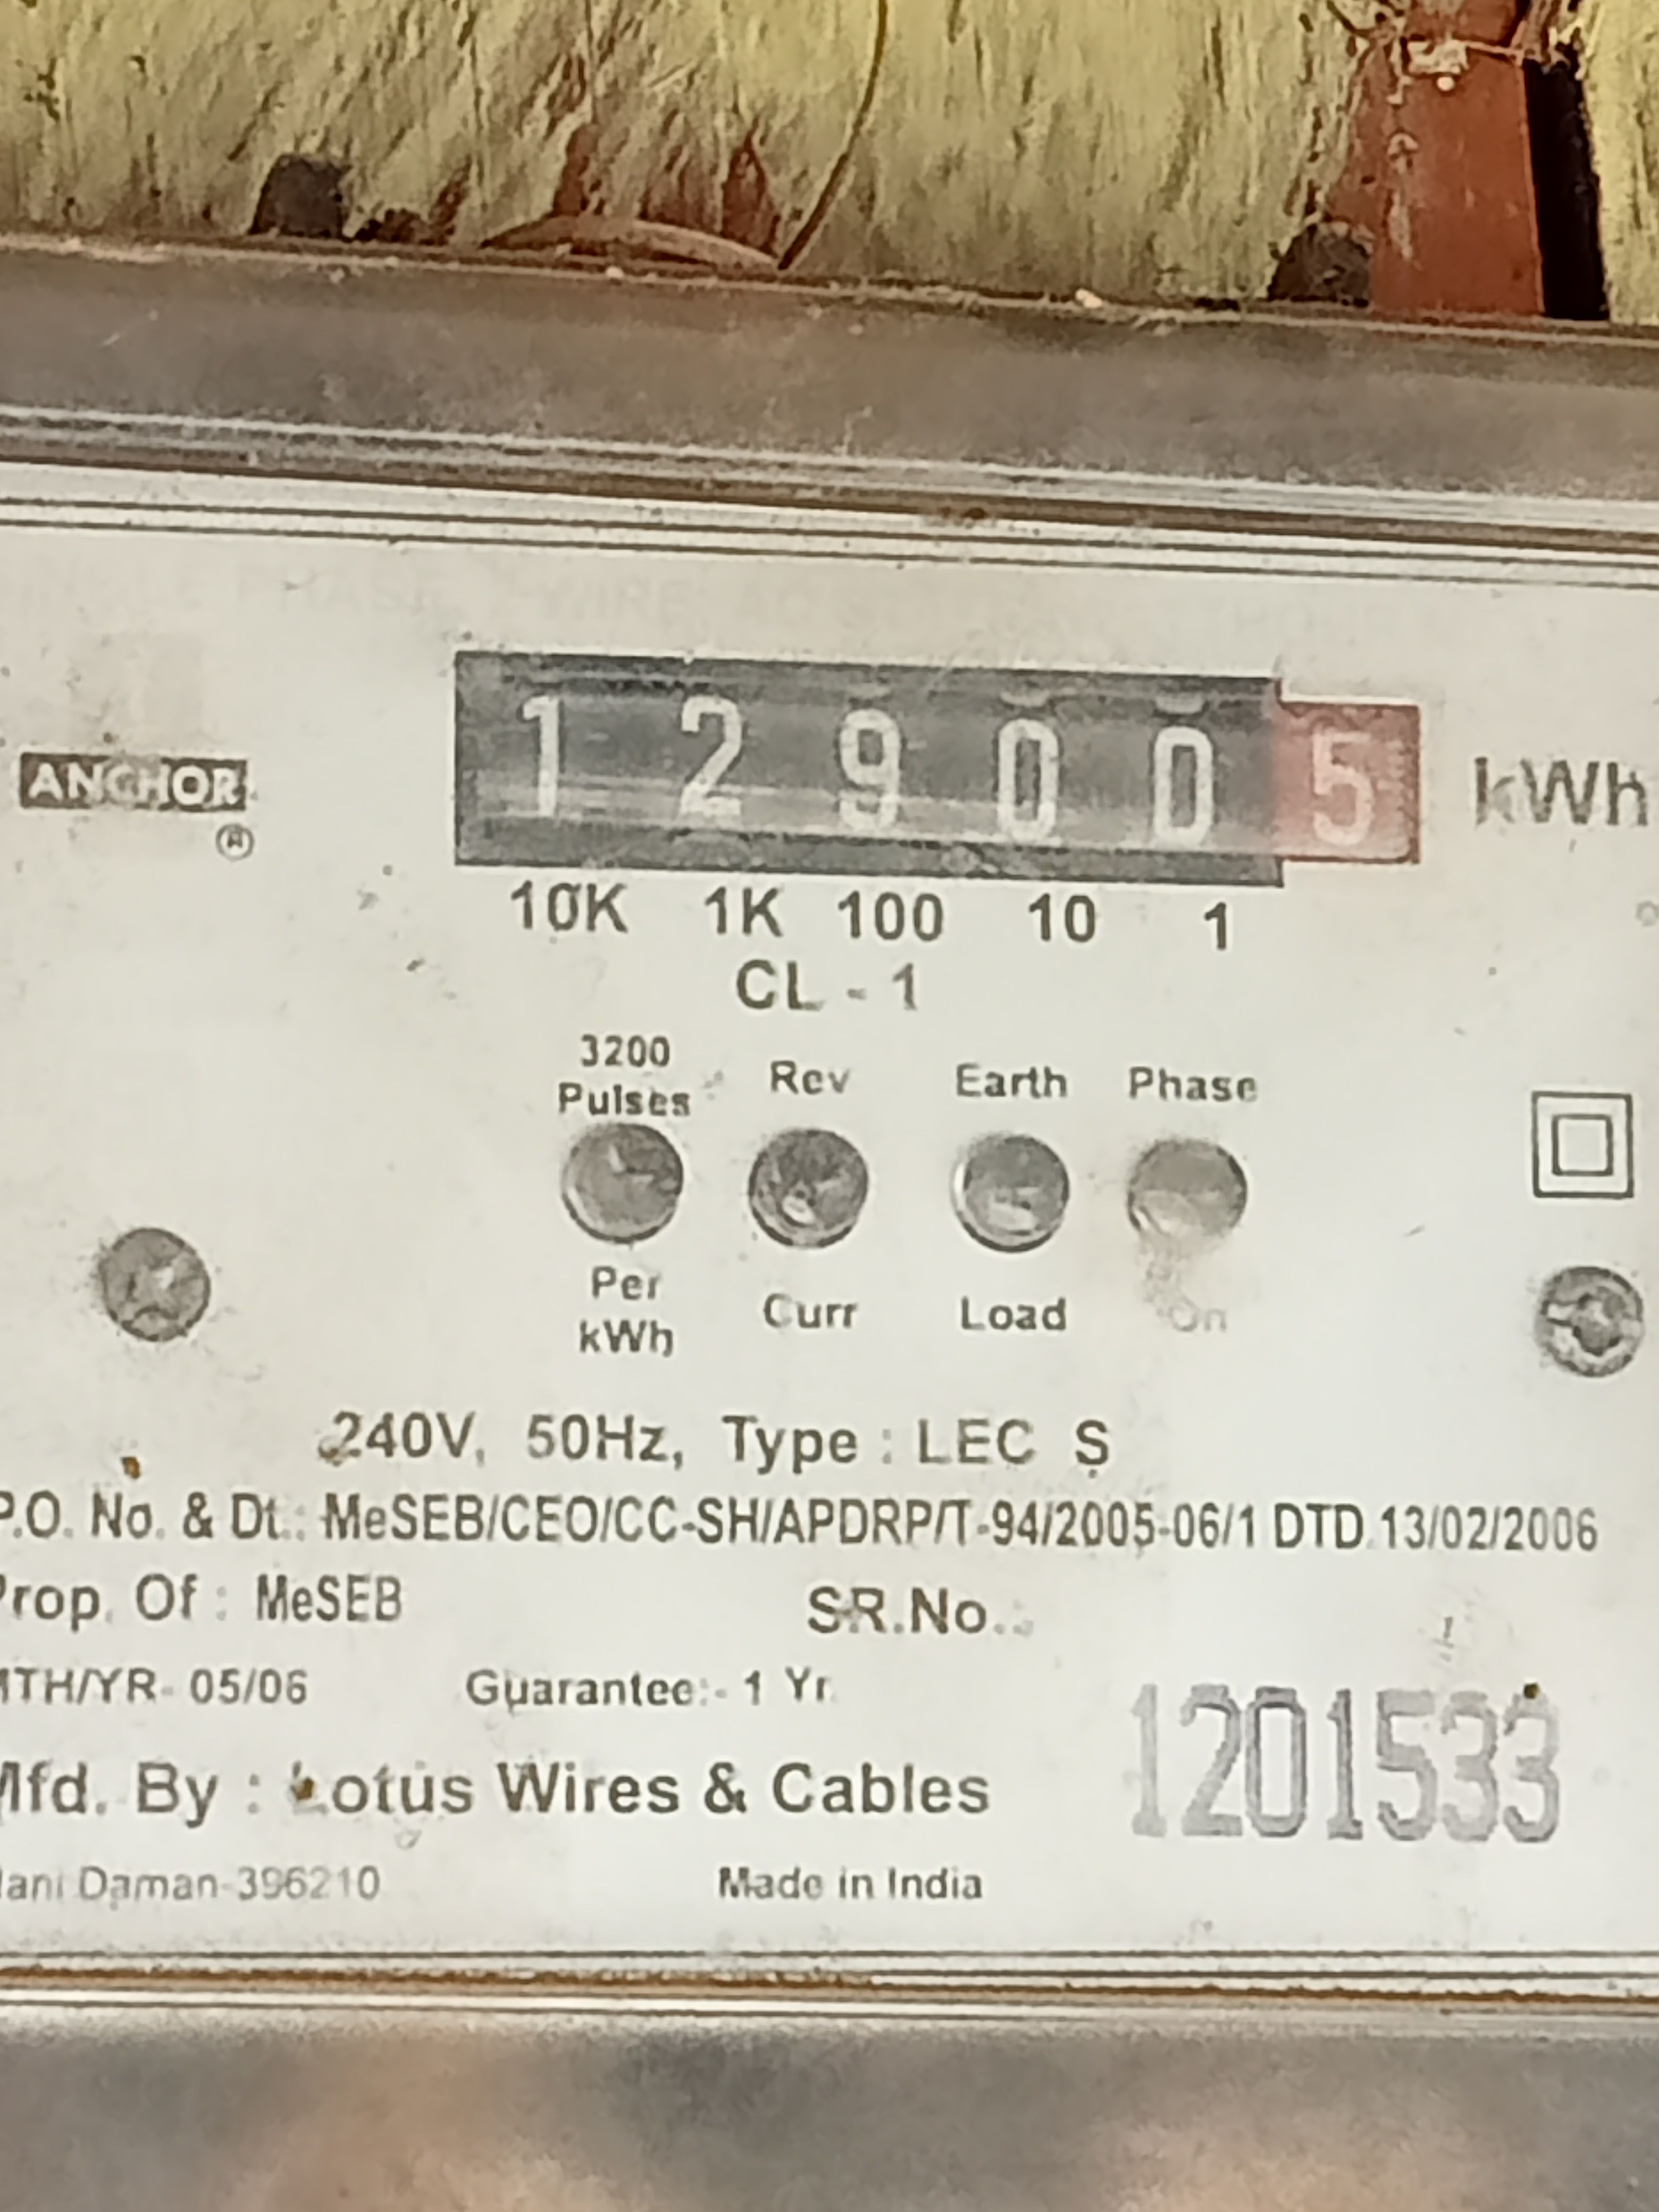 ANCHOR
®
1 2 9 0 0 5 kWh
10K 1K 100 10 1
CL - 1
3200 Pulses Per kWh
Rev Curr
Earth Load
Phase On
240V, 50Hz, Type : LEC S
P.O. No. & Dt.: MeSEB/CEO/CC-SH/APDRP/T-94/2005-06/1 DTD 13/02/2006
Prop. Of : MeSEB SR.No.
MTH/YR- 05/06 Guarantee:- 1 Yr
1201533
Mfd. By : Lotus Wires & Cables
Daman-396210 Made in India